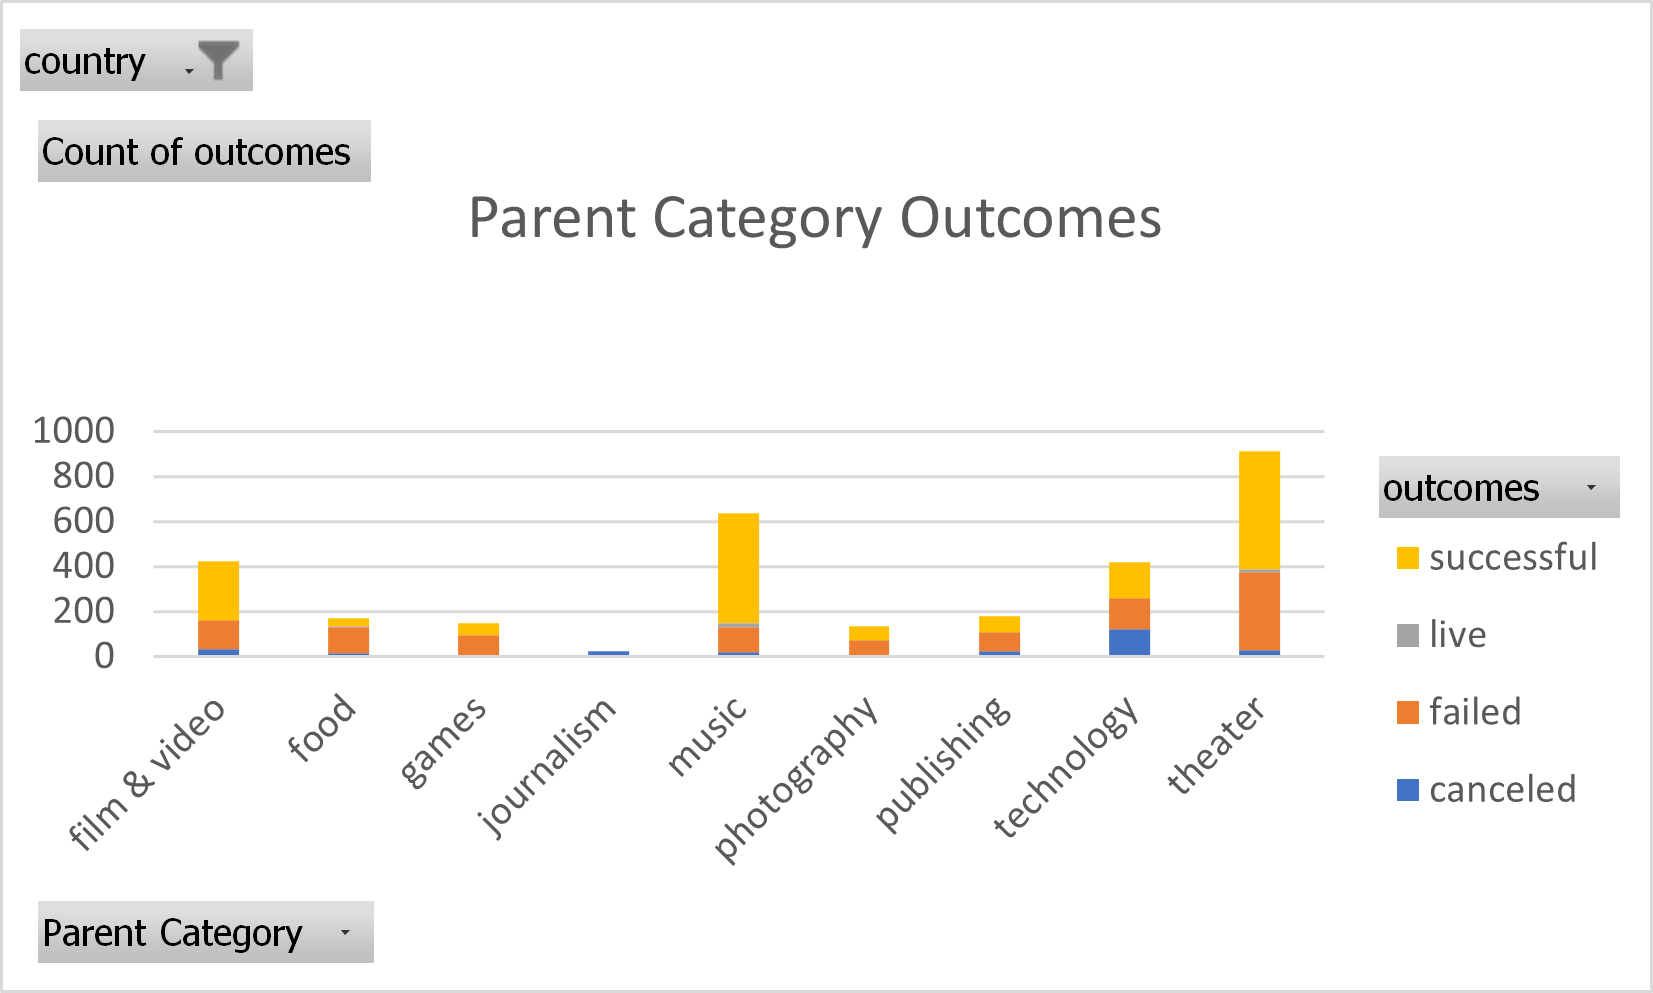 country
Count of outcomes
Parent Category Outcomes
1000
800
600
400
200
0
film & video
food
games
journalism
music
photography
publishing
technology
theater
outcomes
successful
live
failed
canceled
Parent Category